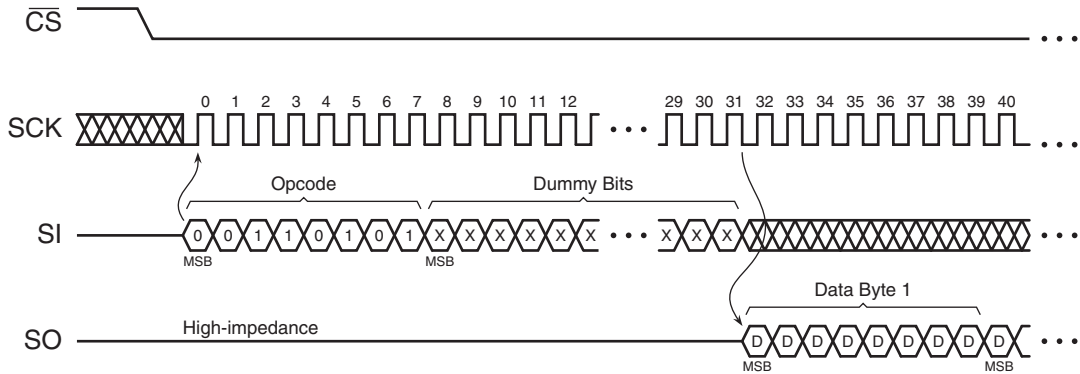 CS
SCK 0 1 2 3 4 5 6 7 8 9 10 11 12 • • • 29 30 31 32 33 34 35 36 37 38 39 40 • • •
Opcode Dummy Bits
SI 0 0 1 1 0 1 0 1 X X X X X X • • • X X X • • •
MSB MSB
Data Byte 1
High-impedance
SO D D D D D D D D D • • •
MSB MSB